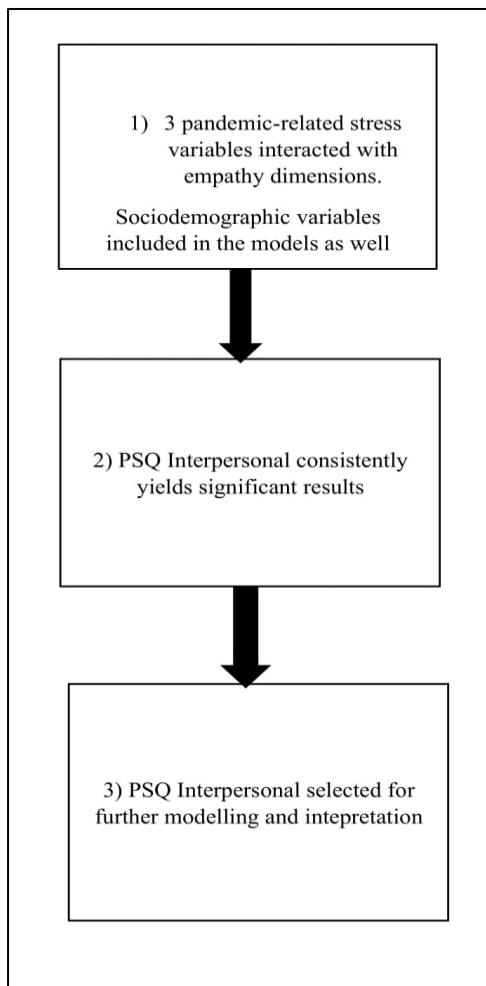 1) 3 pandemic-related stress
variables interacted with
empathy dimensions.
Sociodemographic variables
included in the models as well
2) PSQ Interpersonal consistently
yields significant results
3) PSQ Interpersonal selected for
further modelling and intepretation